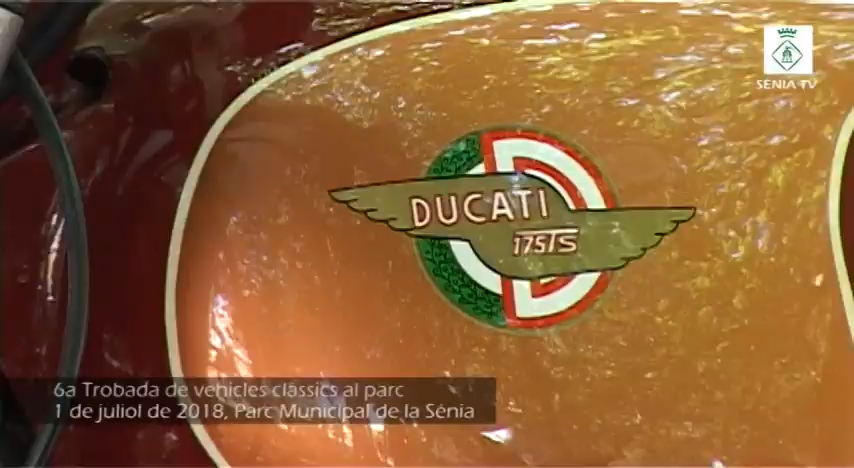 SÉNIA TV
DUCATI
175TS
6a Trobada de vehicles clàssics al parc
1 de juliol de 2018, Parc Municipal de la Sénia